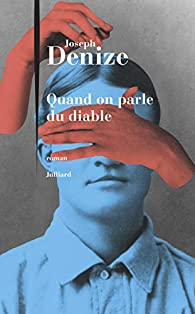 Joseph
Denize
Quand on parle
du diable
roman
Julliard